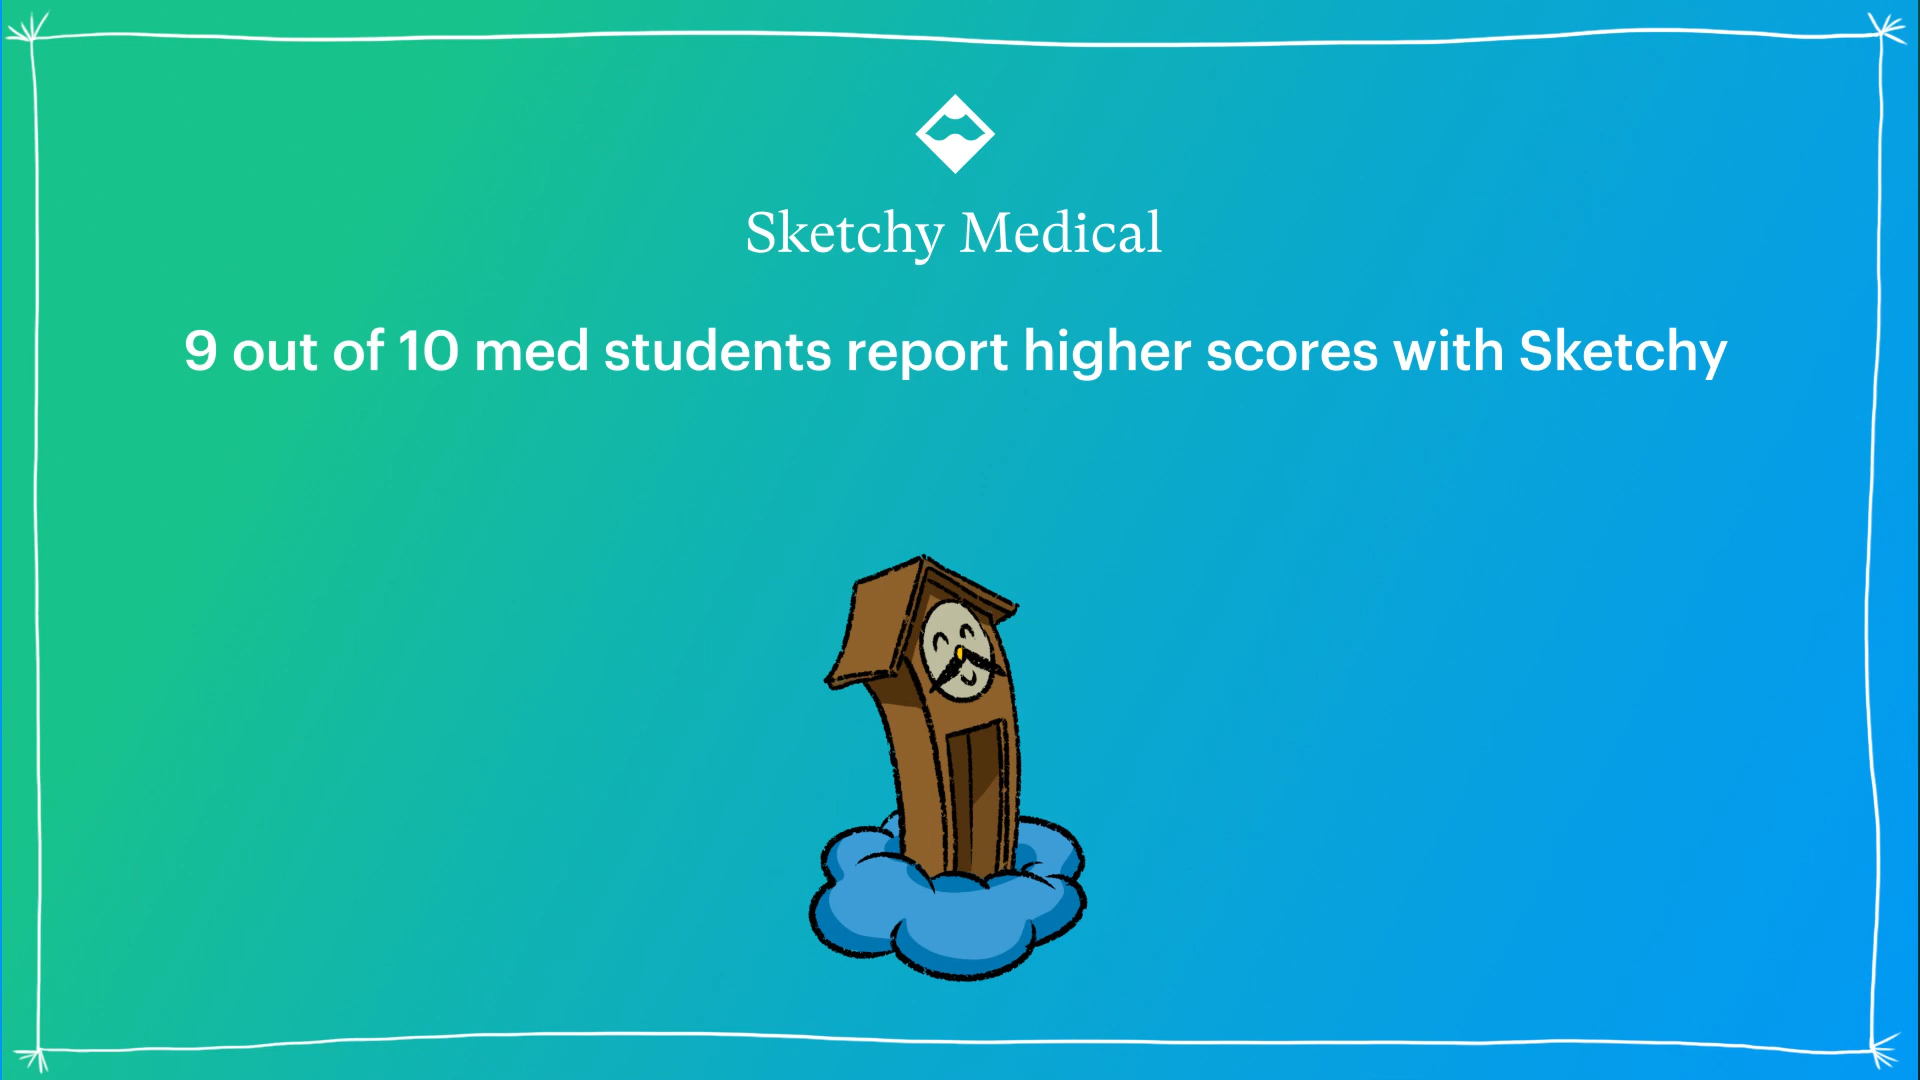 Sketchy Medical
9 out of 10 med students report higher scores with Sketchy